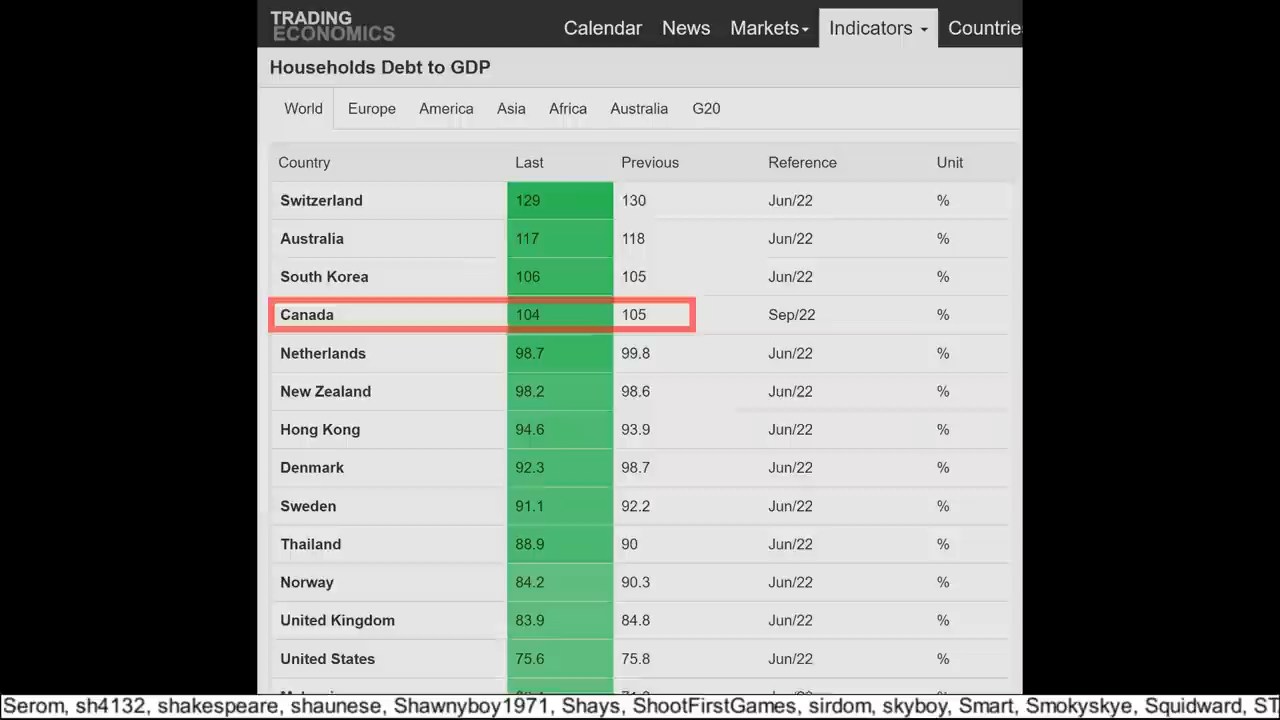 TRADING
ECONOMICS
Calendar News Markets Indicators Countrie
Households Debt to GDP
World Europe America Asia Africa Australia G20
Country Last Previous Reference Unit
Switzerland 129 130 Jun/22 %
Australia 117 118 Jun/22 %
South Korea 106 105 Jun/22 %
Canada 104 105 Sep/22 %
Netherlands 98.7 99.8 Jun/22 %
New Zealand 98.2 98.6 Jun/22 %
Hong Kong 94.6 93.9 Jun/22 %
Denmark 92.3 98.7 Jun/22 %
Sweden 91.1 92.2 Jun/22 %
Thailand 88.9 90 Jun/22 %
Norway 84.2 90.3 Jun/22 %
United Kingdom 83.9 84.8 Jun/22 %
United States 75.6 75.8 Jun/22 %
Serom, sh4132, shakespeare, shaunese, Shawnyboy1971, Shays, ShootFirstGames, sirdom, skyboy, Smart, Smokyskye, Squidward, ST